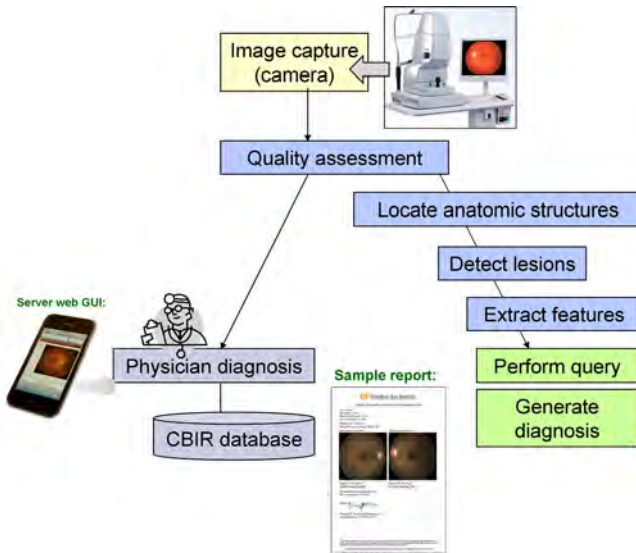 Image capture
(camera)
Quality assessment
Locate anatomic structures
Detect lesions
Server web GUI:
Extract features
Physician diagnosis
Sample report:
Perform query
CBIR database
Generate
diagnosis